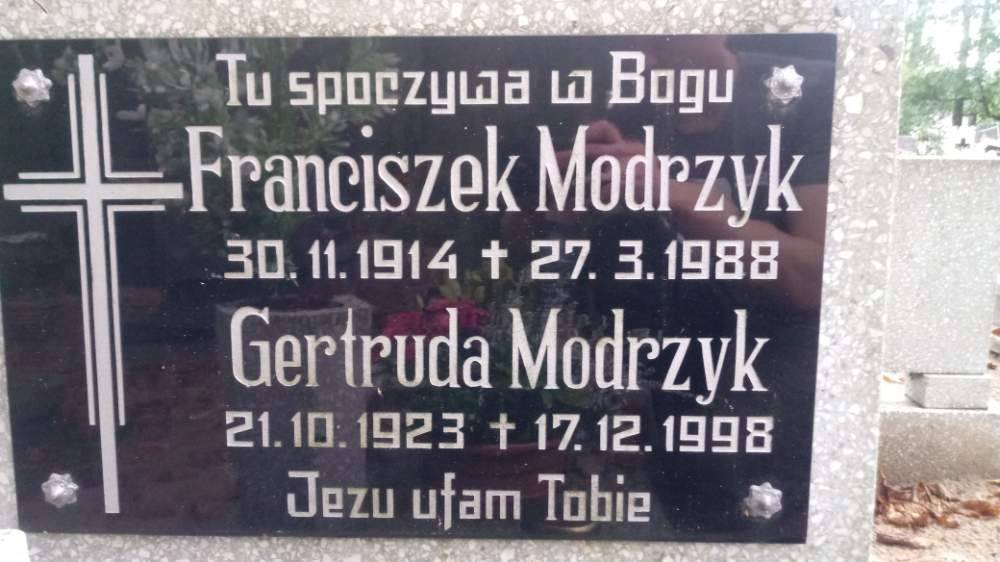 Tu spoczywa w Bogu
Franciszek Modrzyk
30.11.1914 ✝ 27.3.1988
Gertruda Modrzyk
21.10.1923 ✝ 17.12.1998
Jezu ufam Tobie